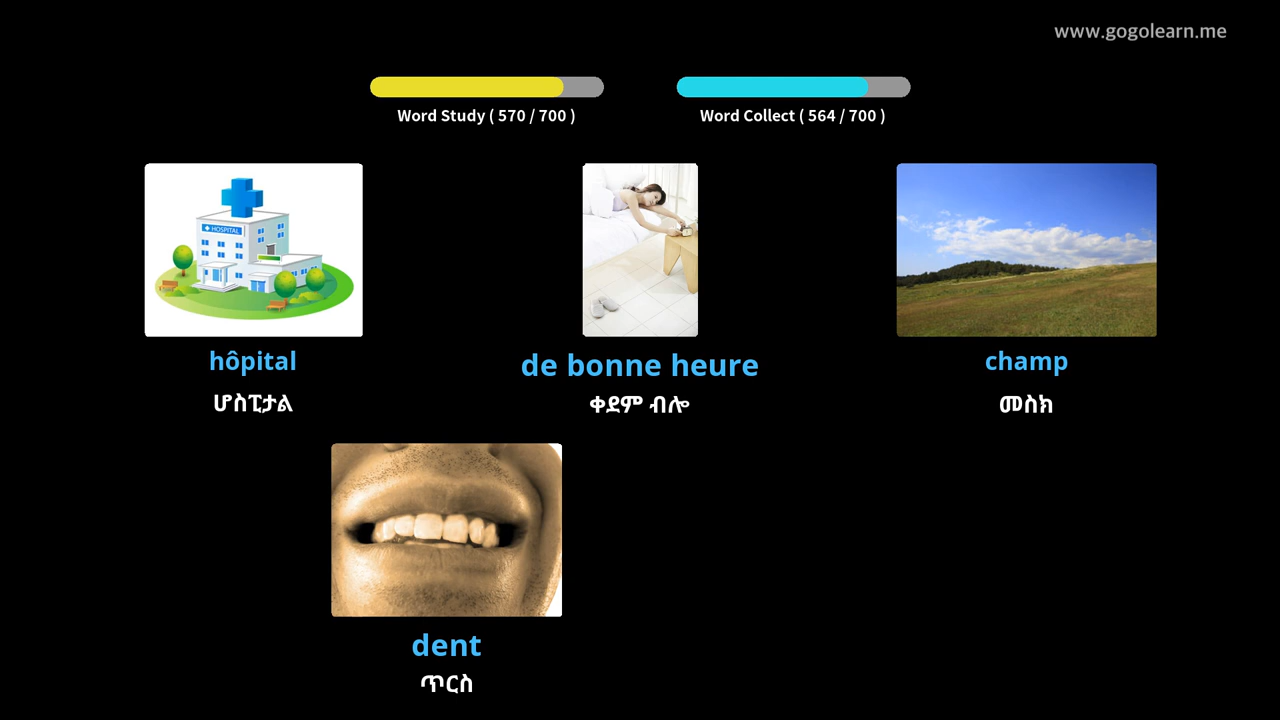 www.gogolearn.me
Word Study ( 570 / 700 )
Word Collect ( 564 / 700 )
HOSPITAL
hôpital
de bonne heure
champ
ሆስፒታል
ቀደም ብሎ
መስክ
dent
ጥርስ